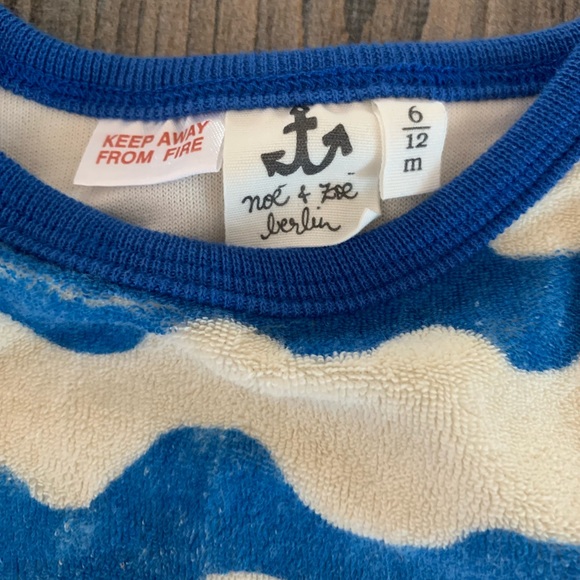 KEEP AWAY
FROM FIRE
noé & zoë
berlin
6
12
m